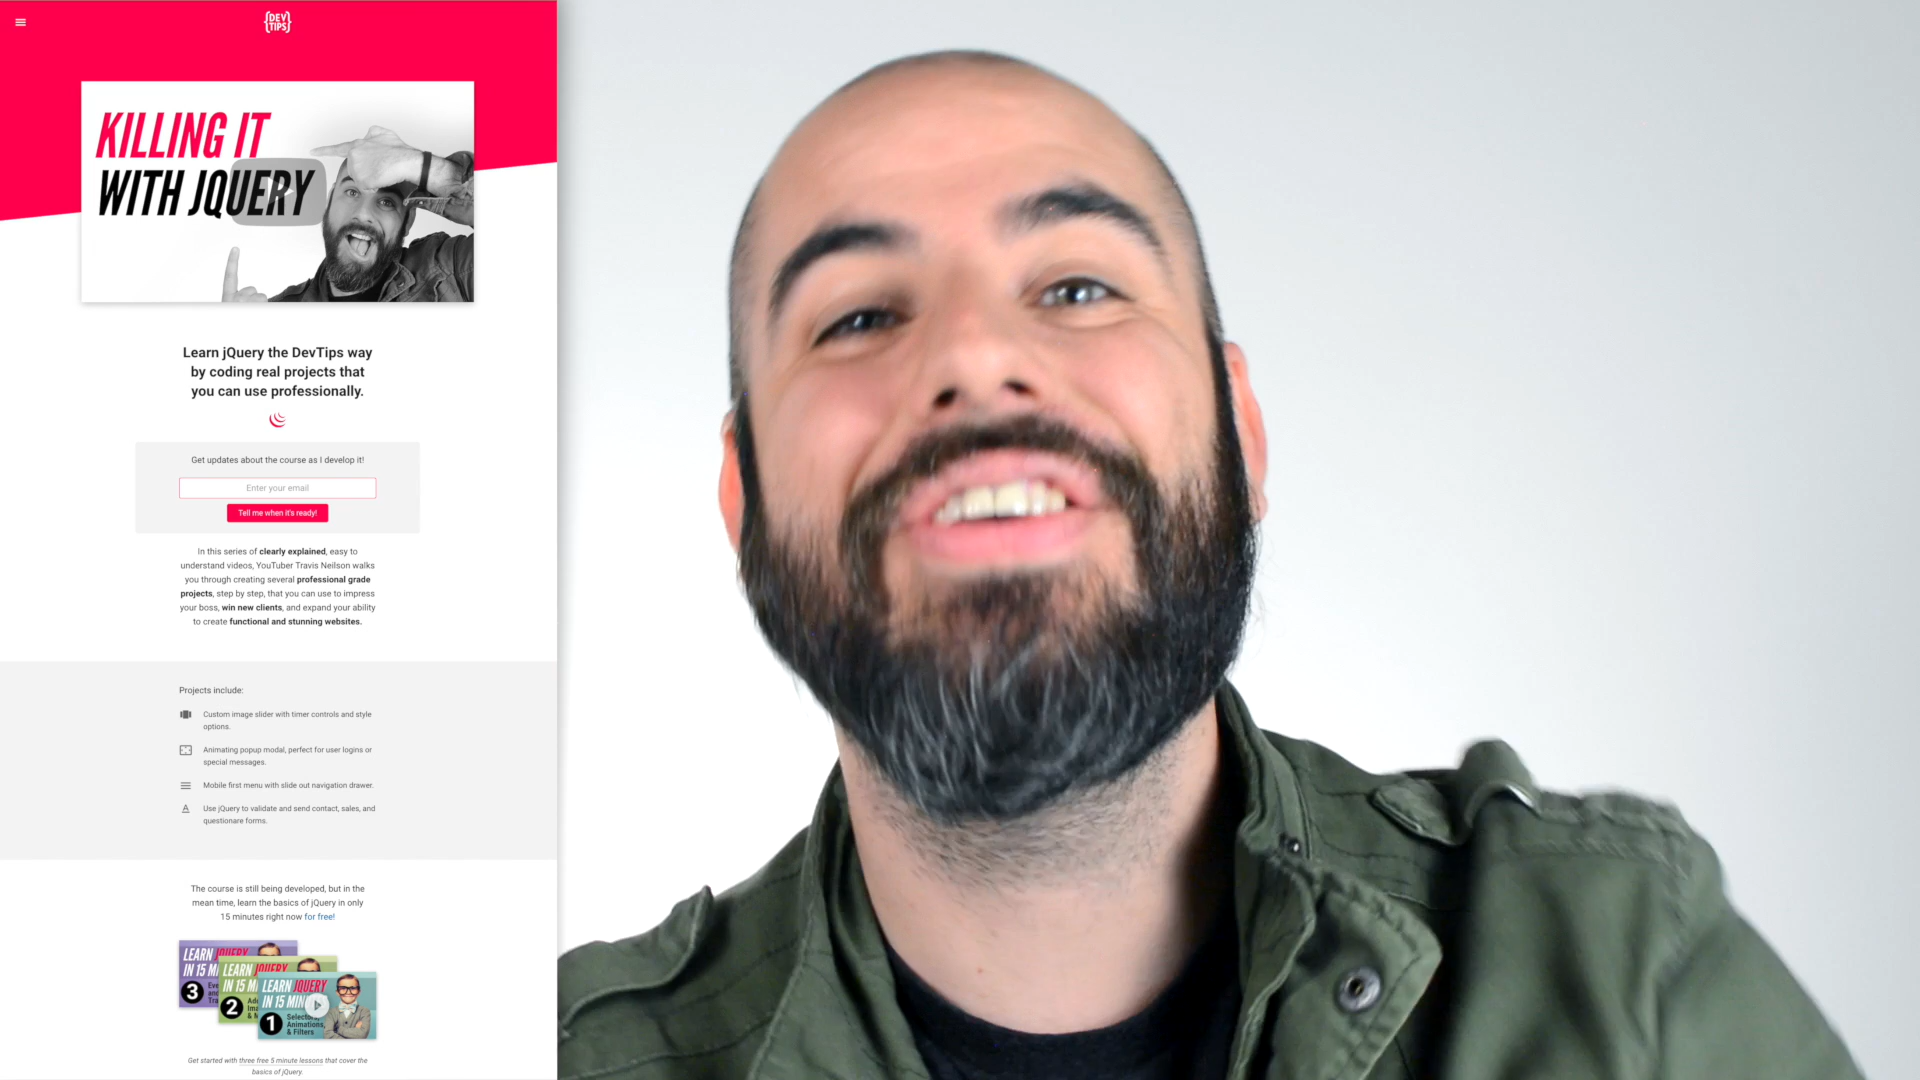 {DEV
TIPS}
KILLING IT
WITH JQUERY
Learn jQuery the DevTips way
by coding real projects that
you can use professionally.
Get updates about the course as I develop it!
Enter your email
Tell me when it's ready!
In this series of clearly explained, easy to
understand videos, YouTuber Travis Neilson walks
you through creating several professional grade
projects, step by step, that you can use to impress
your boss, win new clients, and expand your ability
to create functional and stunning websites.
Projects include:
Custom image slider with timer controls and style
options.
Animating popup modal, perfect for user logins or
special messages.
Mobile first menu with slide out navigation drawer.
Use jQuery to validate and send contact, sales, and
questionare forms.
The course is still being developed, but in the
mean time, learn the basics of jQuery in only
15 minutes right now for free!
LEARN JQUERY
IN 15 M
3
LEARN JQUERY
IN 15 M
2
LEARN JQUERY
IN 15 MIN
1 Selectors,
Animations,
& Filters
Get started with three free 5 minute lessons that cover the
basics of jQuery.